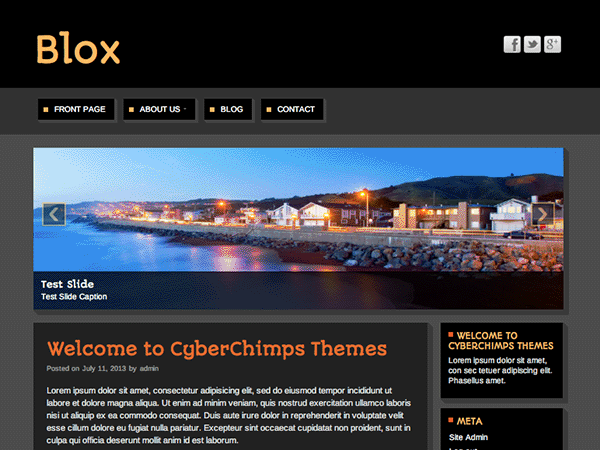 Blox
FRONT PAGE
ABOUT US
BLOG
CONTACT
Test Slide
Test Slide Caption
Welcome to CyberChimps Themes
Posted on July 11, 2013 by admin
Lorem ipsum dolor sit amet, consectetur adipisicing elit, sed do eiusmod tempor incididunt ut
labore et dolore magna aliqua. Ut enim ad minim veniam, quis nostrud exercitation ullamco laboris
nisi ut aliquip ex ea commodo consequat. Duis aute irure dolor in reprehenderit in voluptate velit
esse cillum dolore eu fugiat nulla pariatur. Excepteur sint occaecat cupidatat non proident, sunt in
culpa qui officia deserunt mollit anim id est laborum.
WELCOME TO
CYBERCHIMPS THEMES
Lorem ipsum dolor sit amet,
con sec tetuer adipiscing elit.
Phasellus amet.
META
Site Admin